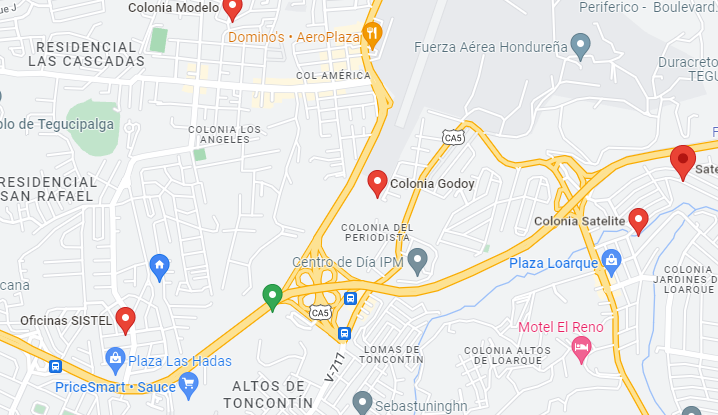 Colonia Modelo
Periferico - Boulevard.
Domino's • AeroPlaza
RESIDENCIAL
LAS CASCADAS
Fuerza Aérea Hondureña
Duracreto
TEGU
COL AMÉRICA
blo de Tegucipalga
COLONIA LOS
ANGELES
CA5
RESIDENCIAL
SAN RAFAEL
Colonia Godoy
Sate
COLONIA DEL
PERIODISTA
Colonia Satelite
Centro de Día IPM
Plaza Loarque
COLONIA
JARDINES D
LOARQUE
cana
Oficinas SISTEL
CA5
Motel El Reno
Plaza Las Hadas
LOMAS DE
TONCONTÍN
COLONIA ALTOS
DE LOARQUE
PriceSmart • Sauce
ALTOS DE
TONCONTÍN
V-717
Sebastuninghn